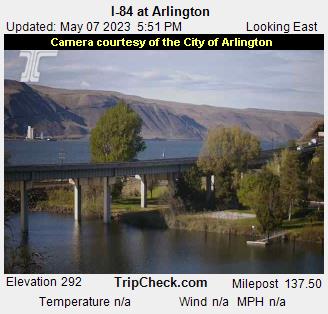 I-84 at Arlington
Updated: May 07 2023 5:51 PM Looking East
Camera courtesy of the City of Arlington
Elevation 292 TripCheck.com Milepost 137.50
Temperature n/a Wind n/a MPH n/a